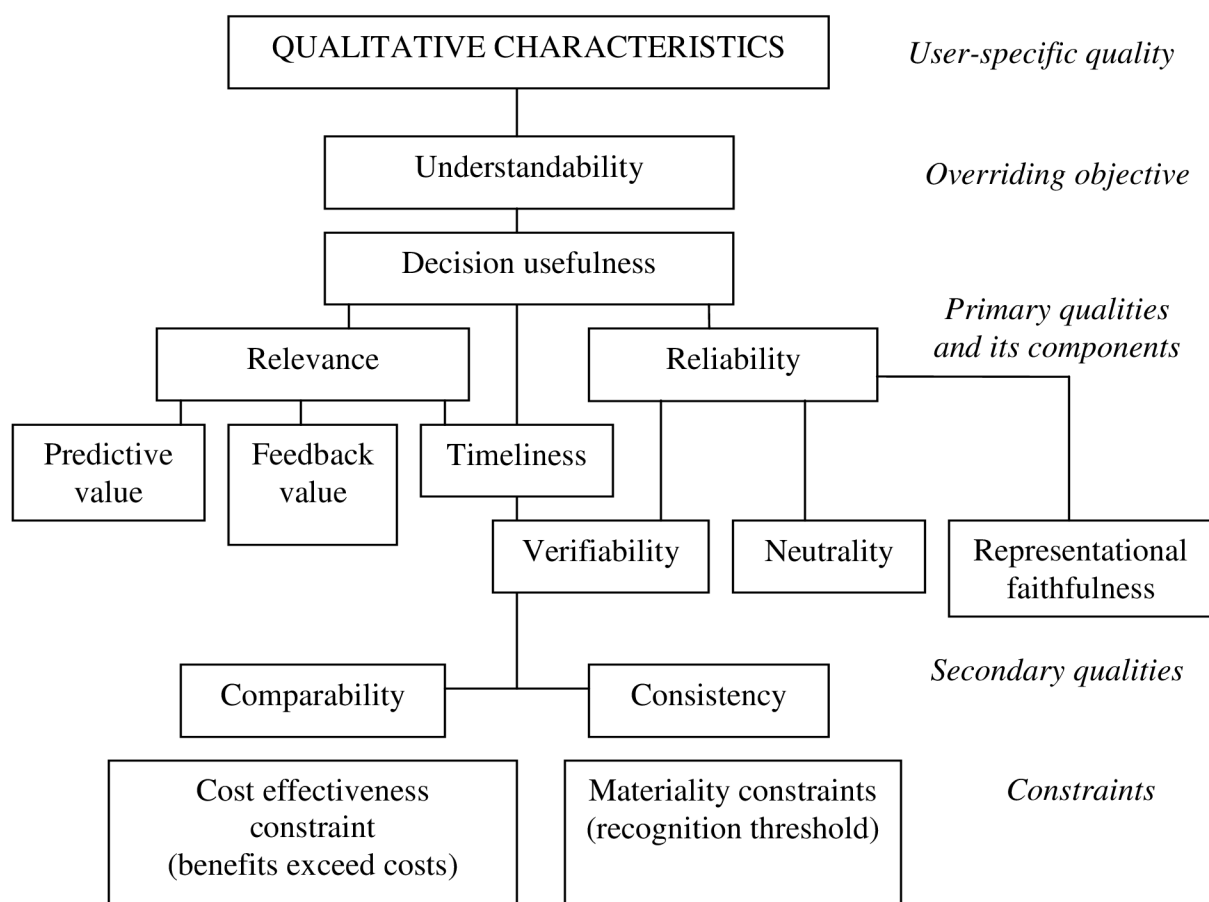 QUALITATIVE CHARACTERISTICS
User-specific quality
Understandability
Overriding objective
Decision usefulness
Primary qualities
and its components
Relevance
Reliability
Predictive
value
Feedback
value
Timeliness
Verifiability
Neutrality
Representational
faithfulness
Secondary qualities
Comparability
Consistency
Cost effectiveness
constraint
(benefits exceed costs)
Materiality constraints
(recognition threshold)
Constraints